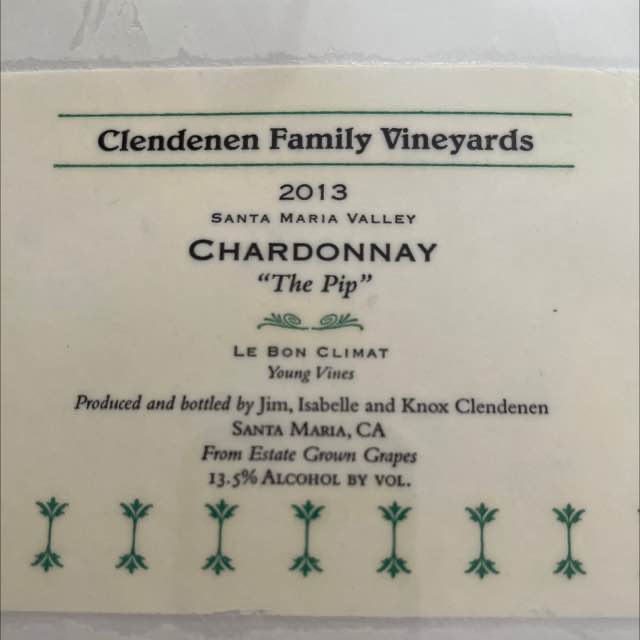 Clendenen Family Vineyards
2013
SANTA MARIA VALLEY
CHARDONNAY
“The Pip”
LE BON CLIMAT
Young Vines
Produced and bottled by Jim, Isabelle and Knox Clendenen
SANTA MARIA, CA
From Estate Grown Grapes
13.5% ALCOHOL BY VOL.